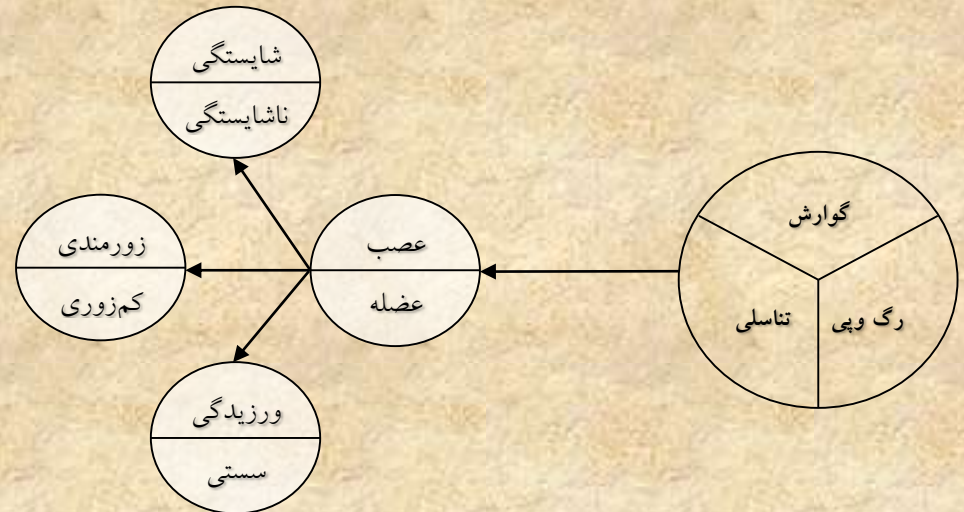 شایستگی
ناشایستگی
گوارش
رگ وپی
تناسلی
عصب
عضله
زورمندی
کم‌زوری
ورزیدگی
سستی